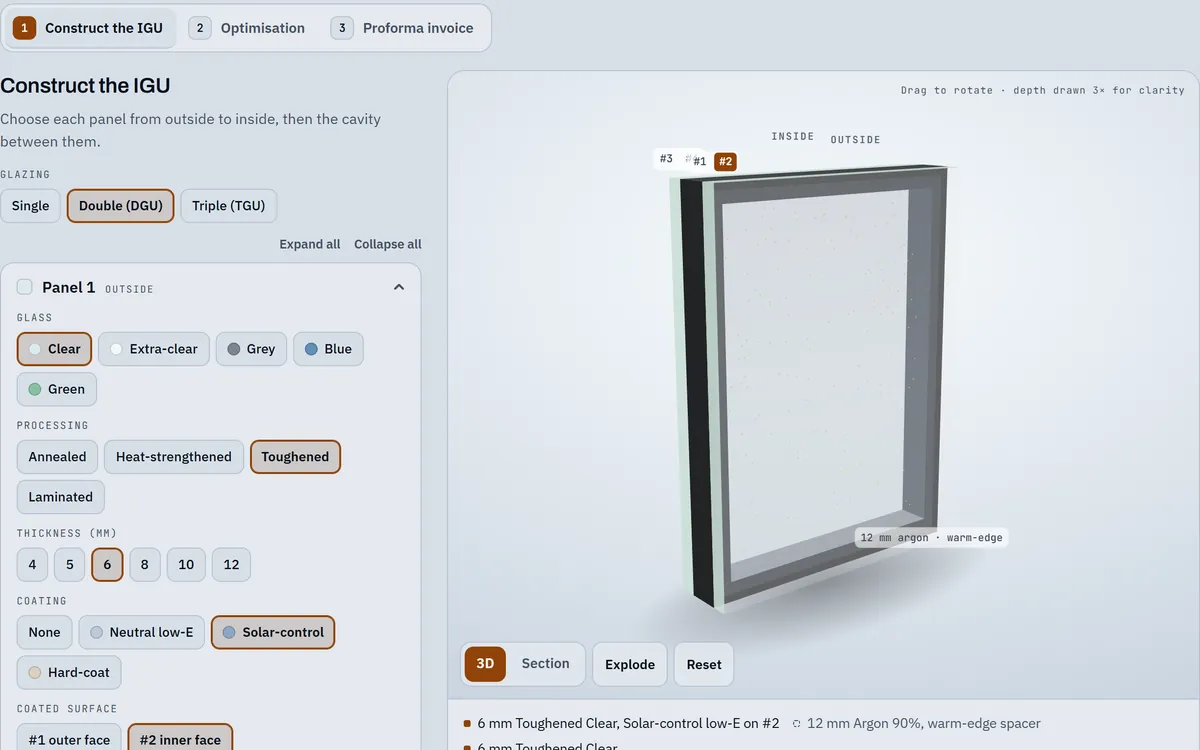 1 Construct the IGU 2 Optimisation 3 Proforma invoice
Construct the IGU
Choose each panel from outside to inside, then the cavity
between them.
GLAZING
Single Double (DGU) Triple (TGU)
Expand all Collapse all
Panel 1 OUTSIDE
GLASS
Clear Extra-clear Grey Blue
Green
PROCESSING
Annealed Heat-strengthened Toughened
Laminated
THICKNESS (MM)
4 5 6 8 10 12
COATING
None Neutral low-E Solar-control
Hard-coat
COATED SURFACE
#1 outer face #2 inner face
Drag to rotate · depth drawn 3× for clarity
INSIDE OUTSIDE
#3 #1 #2
12 mm argon · warm-edge
3D Section Explode Reset
6 mm Toughened Clear, Solar-control low-E on #2 12 mm Argon 90%, warm-edge spacer
6 mm Toughened Clear